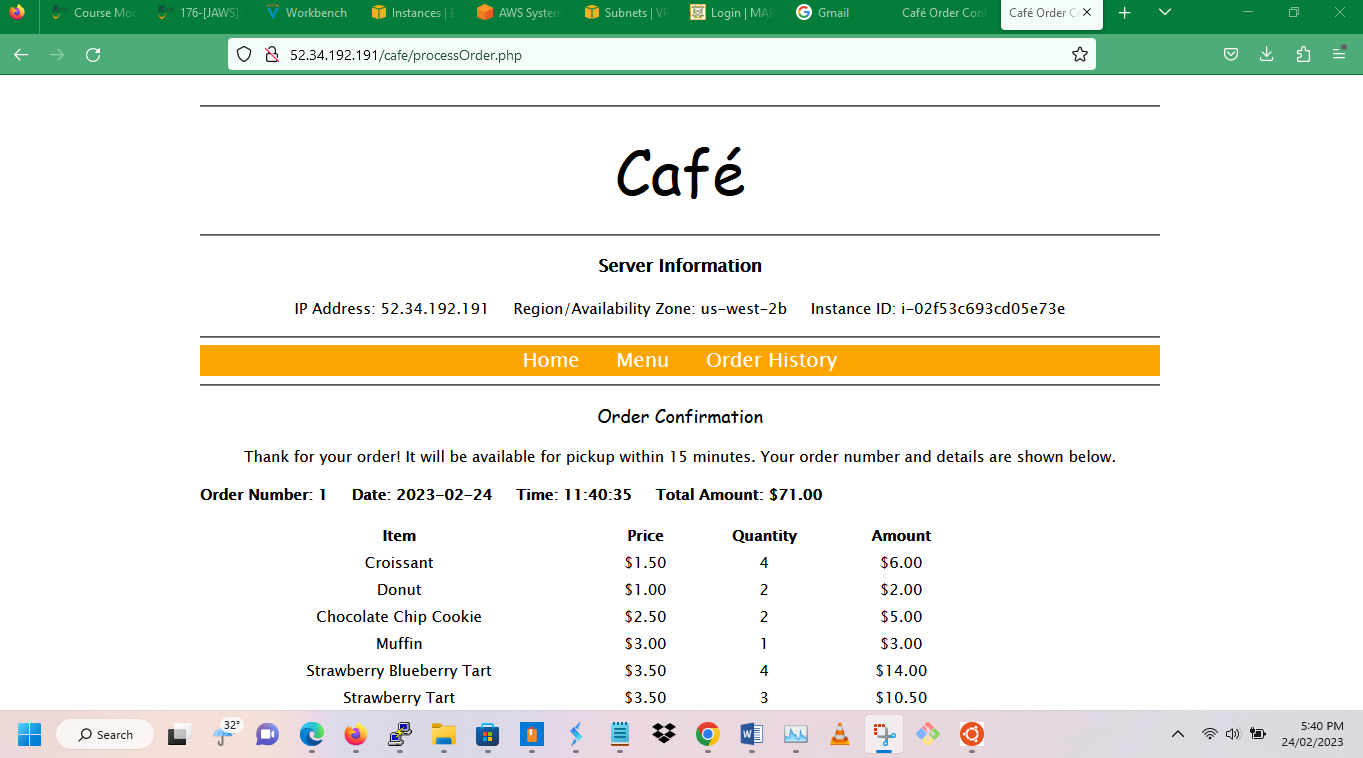 Course Mo
176-[JAWS]-
Workbench
Instances | E
AWS System
Subnets | VP
Login | MAR
Gmail
Café Order Con
Café Order C
52.34.192.191/cafe/processOrder.php
Café
Server Information
IP Address: 52.34.192.191 Region/Availability Zone: us-west-2b Instance ID: i-02f53c693cd05e73e
Home Menu Order History
Order Confirmation
Thank for your order! It will be available for pickup within 15 minutes. Your order number and details are shown below.
Order Number: 1 Date: 2023-02-24 Time: 11:40:35 Total Amount: $71.00
Item Price Quantity Amount
Croissant $1.50 4 $6.00
Donut $1.00 2 $2.00
Chocolate Chip Cookie $2.50 2 $5.00
Muffin $3.00 1 $3.00
Strawberry Blueberry Tart $3.50 4 $14.00
Strawberry Tart $3.50 3 $10.50
Search
32°
5:40 PM
24/02/2023